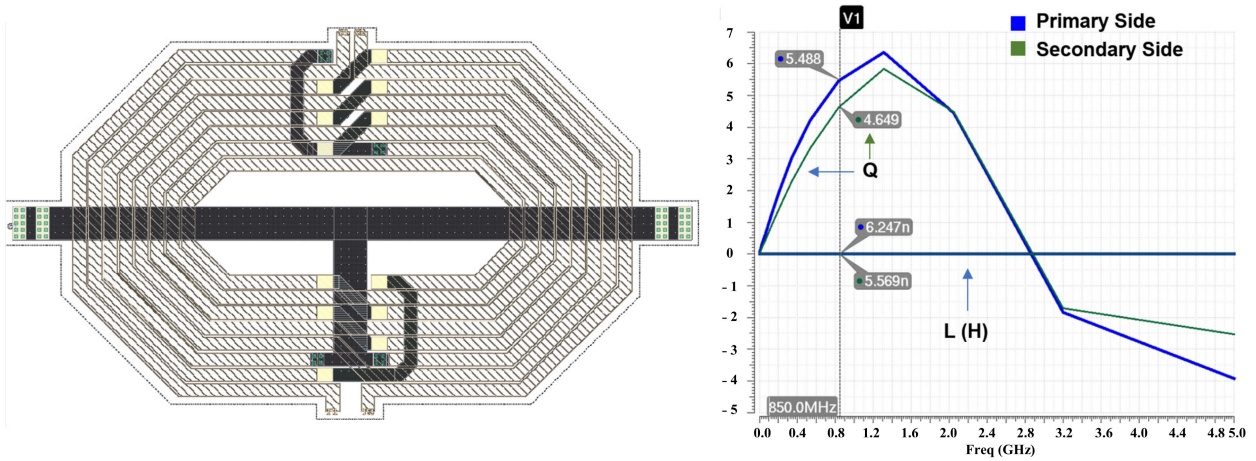 V1
Primary Side
Secondary Side
7
6
5
4
3
2
1
0
- 1
- 2
- 3
- 4
- 5
5.488
4.649
Q
6.247n
5.569n
L (H)
850.0MHz
0.0 0.4 0.8 1.2 1.6 2.0 2.4 2.8 3.2 3.6 4.0 4.4 4.8 5.0
Freq (GHz)